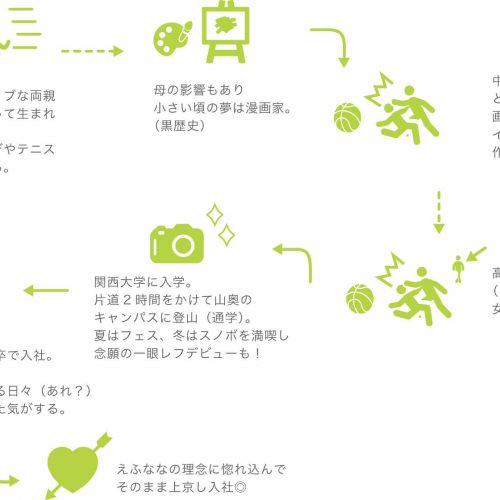 ブな両親
って生まれ
やテニス
る。
母の影響もあり
小さい頃の夢は漫画家。
（黒歴史）
中
と
画
イ
作
関西大学に入学。
片道２時間をかけて山奥の
キャンパスに登山（通学）。
夏はフェス、冬はスノボを満喫し
念願の一眼レフデビューも！
高
（
女
卒で入社。
る日々（あれ？）
た気がする。
えふななの理念に惚れ込んで
そのまま上京し入社◎